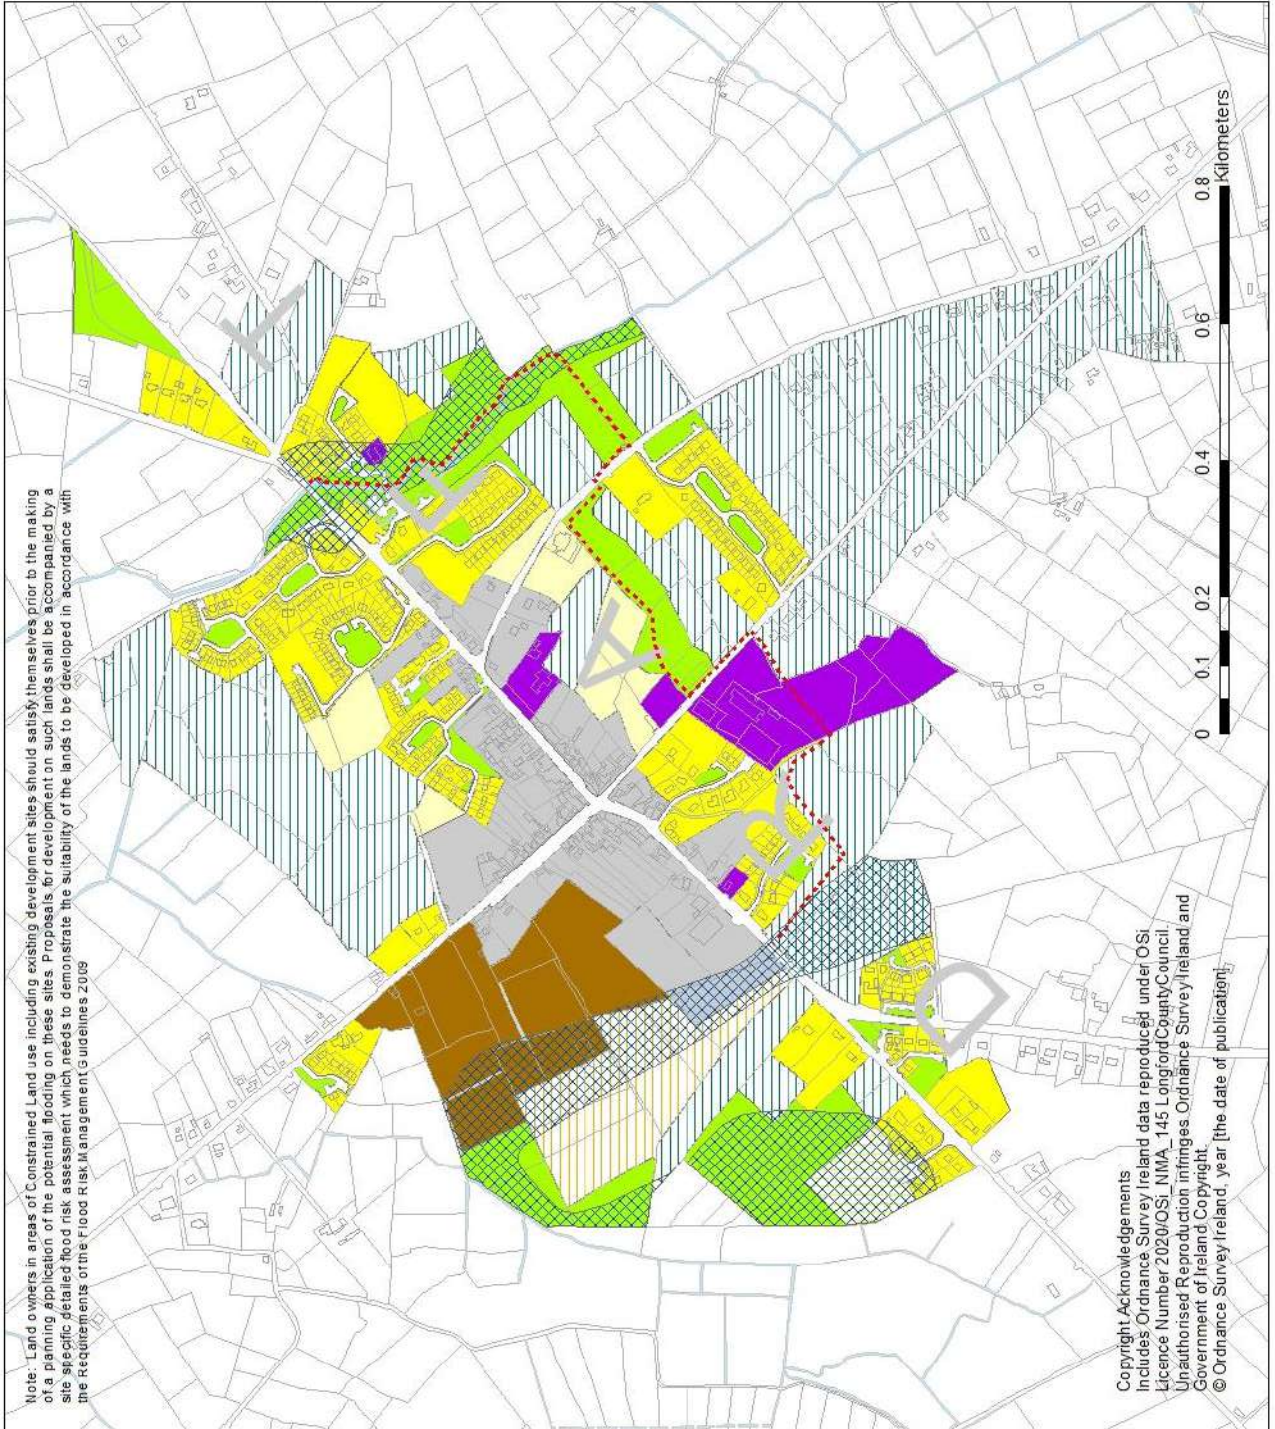 Note: Land owners in areas of Constrained Land use including existing development sites should satisfy themselves prior to the making
of a planning application of the potential flooding on these sites. Proposals for development on such lands shall be accompanied by a
site specific detailed flood risk assessment which needs to demonstrate the suitability of the lands to be developed in accordance with
the Requirements of the Flood Risk Management Guidelines 2009
DRAFT
Copyright Acknowledgements
Includes Ordnance Survey Ireland data reproduced under OSi
Licence Number 2020/OSi_NMA_145 Longford County Council.
Unauthorised Reproduction infringes Ordnance Survey Ireland and
Government of Ireland Copyright.
© Ordnance Survey Ireland, year [the date of publication]
0 0.1 0.2 0.4 0.6 0.8
Kilometers